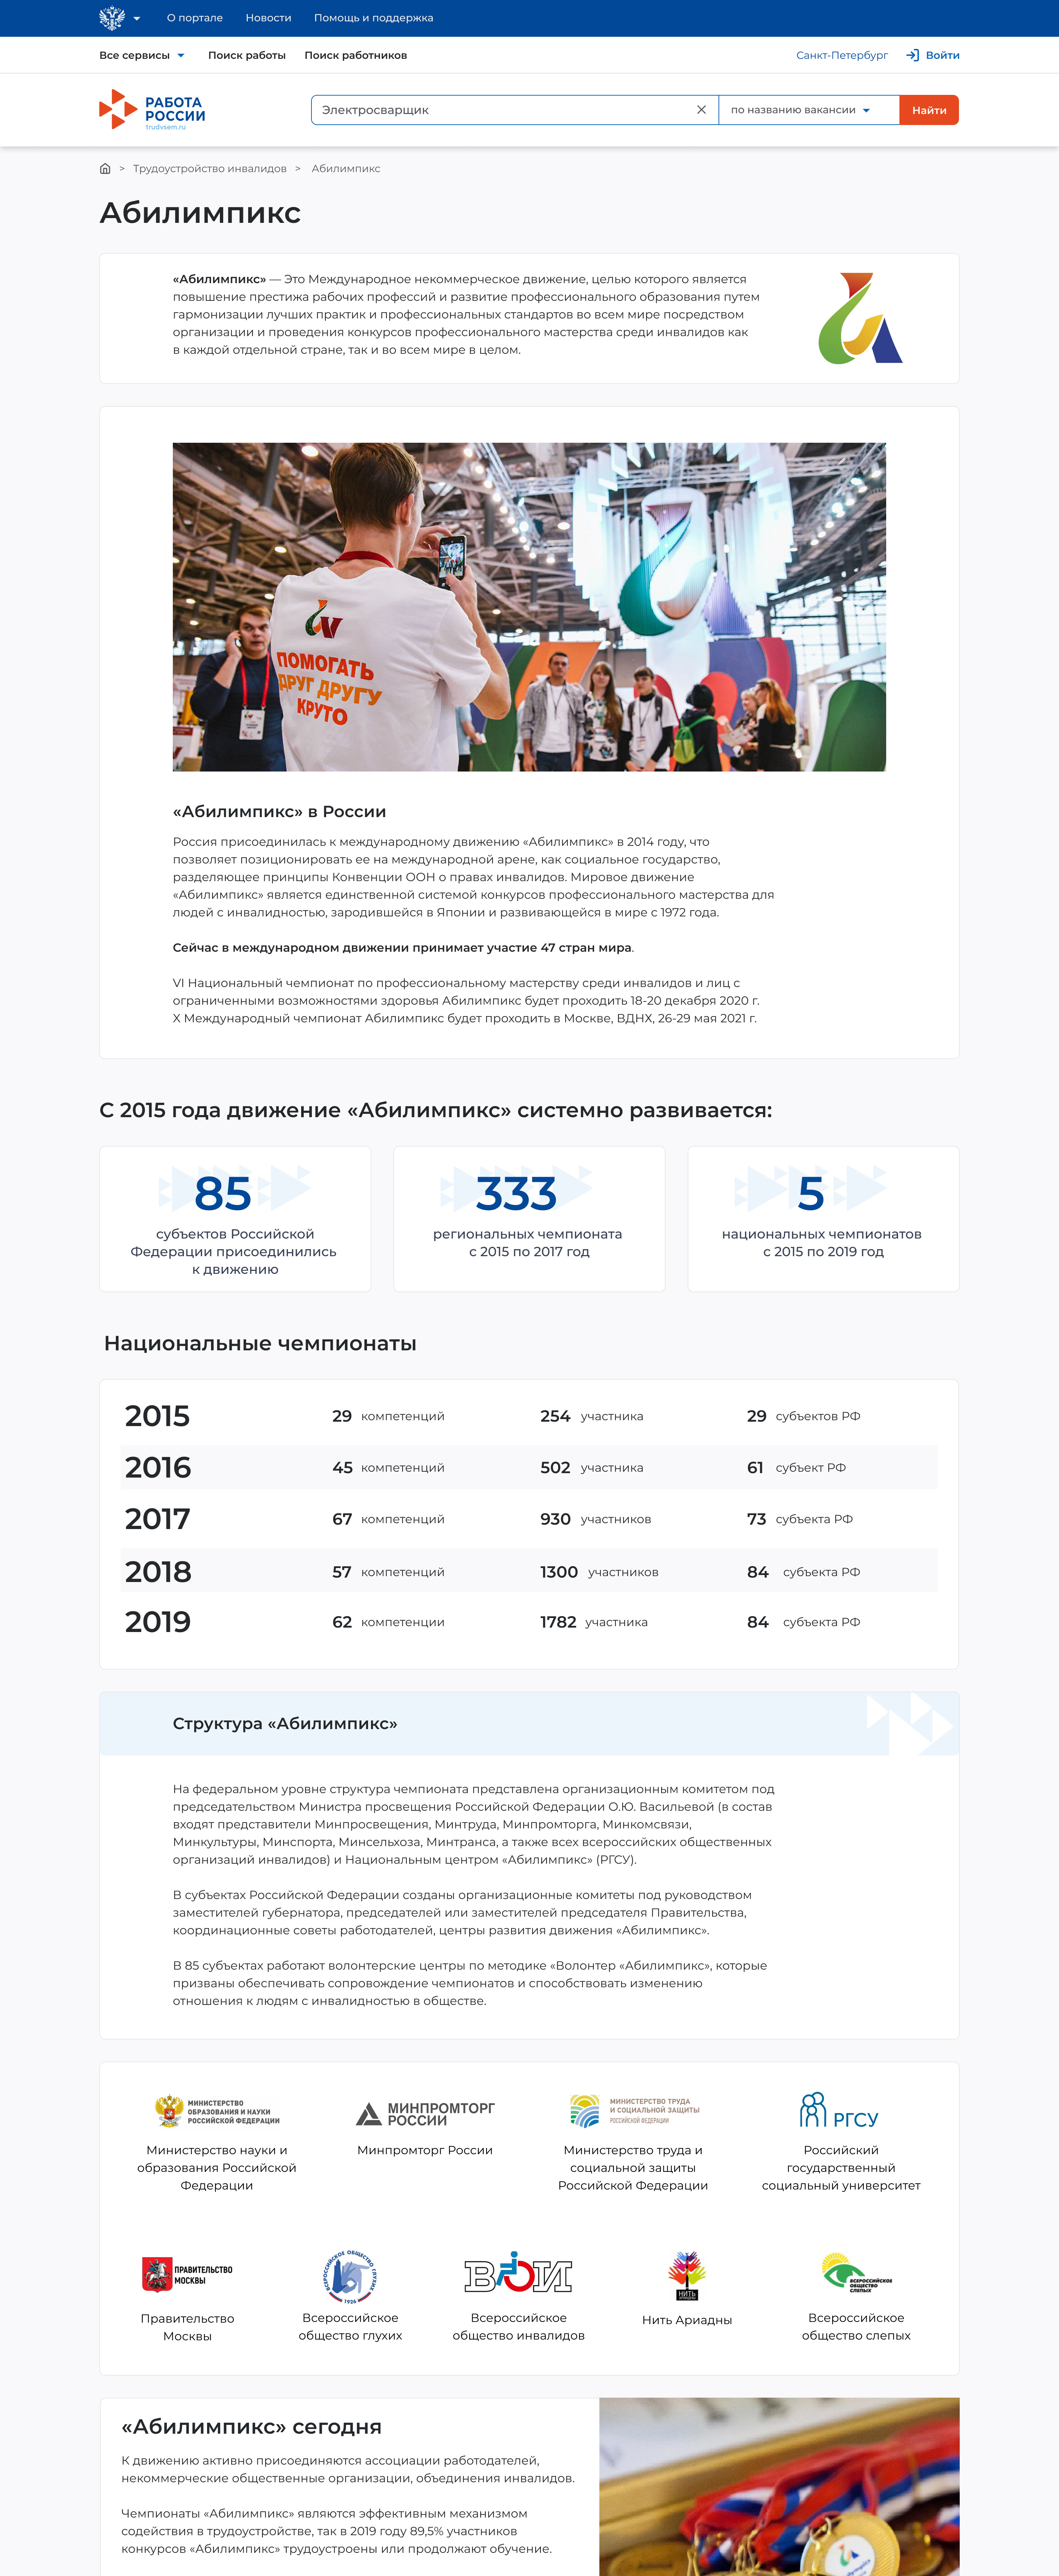 О портале Новости Помощь и поддержка
Все сервисы Поиск работы Поиск работников Санкт-Петербург Войти
РАБОТА
РОССИИ
trudvsem.ru
Электросварщик по названию вакансии Найти
> Трудоустройство инвалидов > Абилимпикс
Абилимпикс
«Абилимпикс» — Это Международное некоммерческое движение, целью которого является
повышение престижа рабочих профессий и развитие профессионального образования путем
гармонизации лучших практик и профессиональных стандартов во всем мире посредством
организации и проведения конкурсов профессионального мастерства среди инвалидов как
в каждой отдельной стране, так и во всем мире в целом.
ПОМОГАТЬ
ДРУГ ДРУГУ
КРУТО
«Абилимпикс» в России
Россия присоединилась к международному движению «Абилимпикс» в 2014 году, что
позволяет позиционировать ее на международной арене, как социальное государство,
разделяющее принципы Конвенции ООН о правах инвалидов. Мировое движение
«Абилимпикс» является единственной системой конкурсов профессионального мастерства для
людей с инвалидностью, зародившейся в Японии и развивающейся в мире с 1972 года.
Сейчас в международном движении принимает участие 47 стран мира.
VI Национальный чемпионат по профессиональному мастерству среди инвалидов и лиц с
ограниченными возможностями здоровья Абилимпикс будет проходить 18-20 декабря 2020 г.
X Международный чемпионат Абилимпикс будет проходить в Москве, ВДНХ, 26-29 мая 2021 г.
С 2015 года движение «Абилимпикс» системно развивается:
85
субъектов Российской
Федерации присоединились
к движению
333
региональных чемпионата
с 2015 по 2017 год
5
национальных чемпионатов
с 2015 по 2019 год
Национальные чемпионаты
2015 29 компетенций 254 участника 29 субъектов РФ
2016 45 компетенций 502 участника 61 субъект РФ
2017 67 компетенций 930 участников 73 субъекта РФ
2018 57 компетенций 1300 участников 84 субъекта РФ
2019 62 компетенции 1782 участника 84 субъекта РФ
Структура «Абилимпикс»
На федеральном уровне структура чемпионата представлена организационным комитетом под
председательством Министра просвещения Российской Федерации О.Ю. Васильевой (в состав
входят представители Минпросвещения, Минтруда, Минпромторга, Минкомсвязи,
Минкультуры, Минспорта, Минсельхоза, Минтранса, а также всех всероссийских общественных
организаций инвалидов) и Национальным центром «Абилимпикс» (РГСУ).
В субъектах Российской Федерации созданы организационные комитеты под руководством
заместителей губернатора, председателей или заместителей председателя Правительства,
координационные советы работодателей, центры развития движения «Абилимпикс».
В 85 субъектах работают волонтерские центры по методике «Волонтер «Абилимпикс», которые
призваны обеспечивать сопровождение чемпионатов и способствовать изменению
отношения к людям с инвалидностью в обществе.
МИНИСТЕРСТВО
ОБРАЗОВАНИЯ И НАУКИ
РОССИЙСКОЙ ФЕДЕРАЦИИ
Министерство науки и
образования Российской
Федерации
МИНПРОМТОРГ
РОССИИ
Минпромторг России
МИНИСТЕРСТВО ТРУДА
И СОЦИАЛЬНОЙ ЗАЩИТЫ
РОССИЙСКОЙ ФЕДЕРАЦИИ
Министерство труда и
социальной защиты
Российской Федерации
РГСУ
Российский
государственный
социальный университет
ПРАВИТЕЛЬСТВО
МОСКВЫ
Правительство
Москвы
ВСЕРОССИЙСКОЕ ОБЩЕСТВО ГЛУХИХ
1926
Всероссийское
общество глухих
ВОИ
Всероссийское
общество инвалидов
НИТЬ
АРИАДНЫ
Нить Ариадны
ВСЕРОССИЙСКОЕ
ОБЩЕСТВО
СЛЕПЫХ
Всероссийское
общество слепых
«Абилимпикс» сегодня
К движению активно присоединяются ассоциации работодателей,
некоммерческие общественные организации, объединения инвалидов.
Чемпионаты «Абилимпикс» являются эффективным механизмом
содействия в трудоустройстве, так в 2019 году 89,5% участников
конкурсов «Абилимпикс» трудоустроены или продолжают обучение.